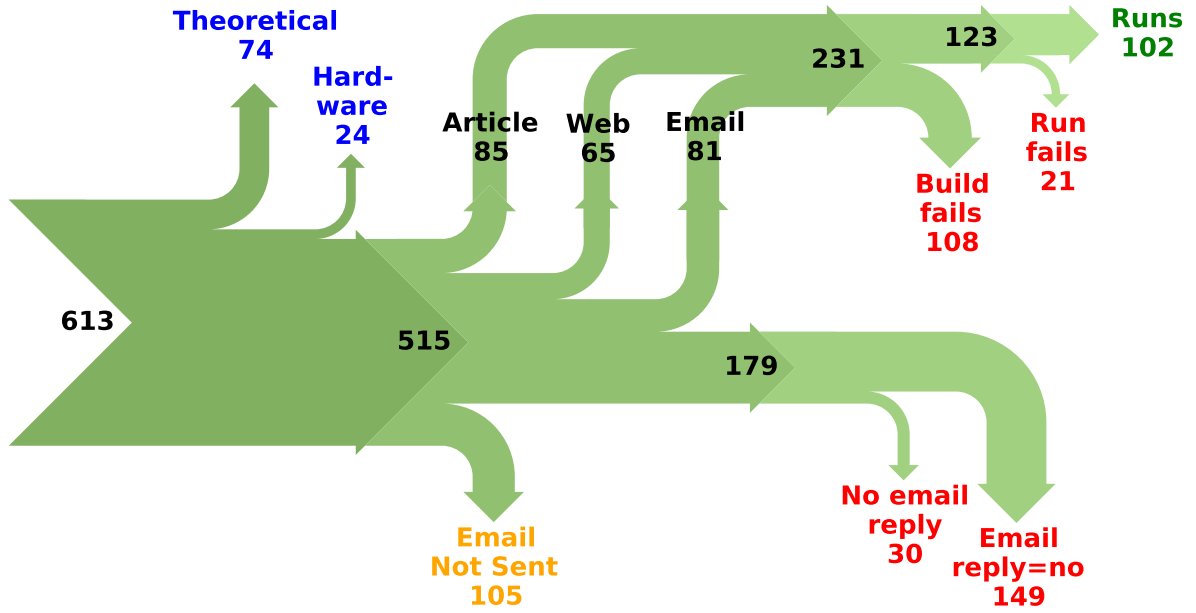 Theoretical
74
Hard-
ware
24
Article
85
Web
65
Email
81
231
123
Runs
102
Run
fails
21
Build
fails
108
613
515
179
No email
reply
30
Email
reply=no
149
Email
Not Sent
105